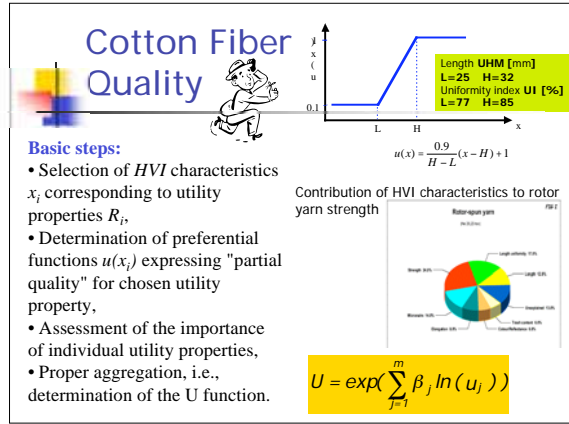 Cotton Fiber
Quality
Basic steps:
• Selection of HVI characteristics
xi corresponding to utility
properties Ri,
• Determination of preferential
functions u(xi) expressing "partial
quality" for chosen utility
property,
• Assessment of the importance
of individual utility properties,
• Proper aggregation, i.e.,
determination of the U function.
u(x)
1
0.1
L H x
Length UHM [mm]
L=25 H=32
Uniformity index UI [%]
L=77 H=85
u(x) = 0.9/(H − L) (x − H) + 1
Contribution of HVI characteristics to rotor
yarn strength
Rotor-spun yarn
U = exp(∑ j=1 m βj ln(uj))